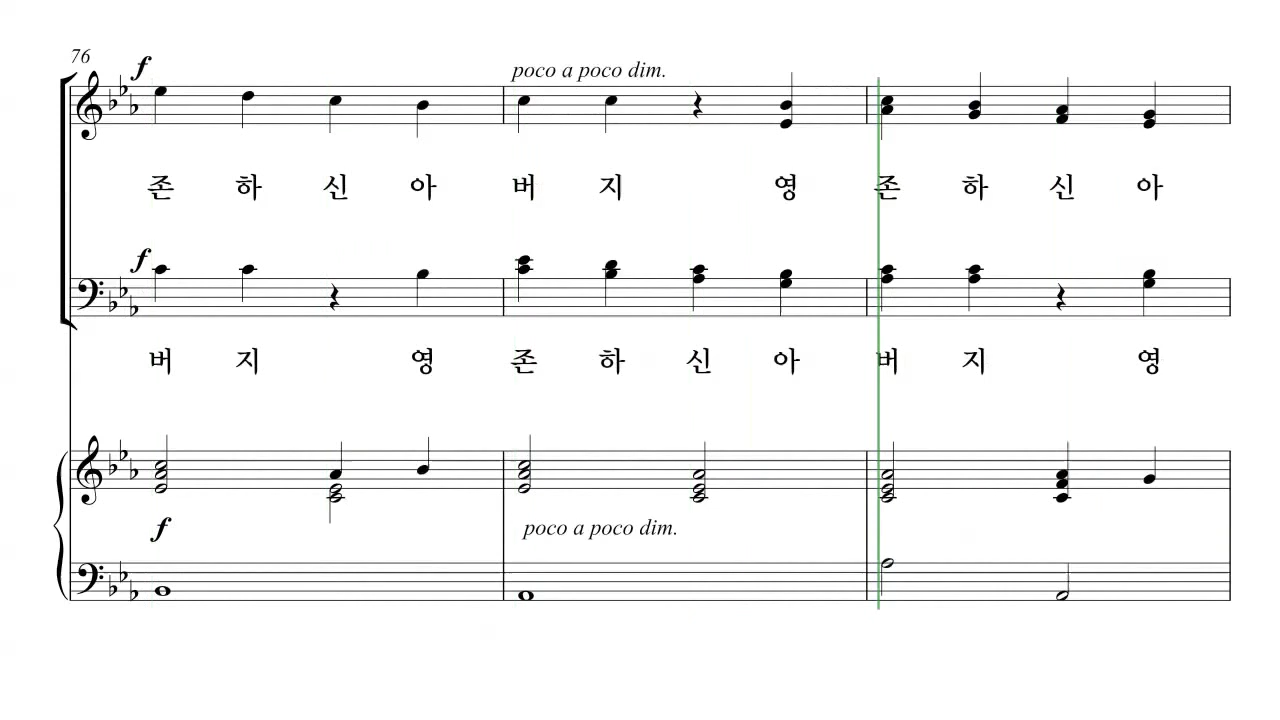 76
f
poco a poco dim.
존 하 신 아 버 지 영 존 하 신 아
f
버 지 영 존 하 신 아 버 지 영
f
poco a poco dim.